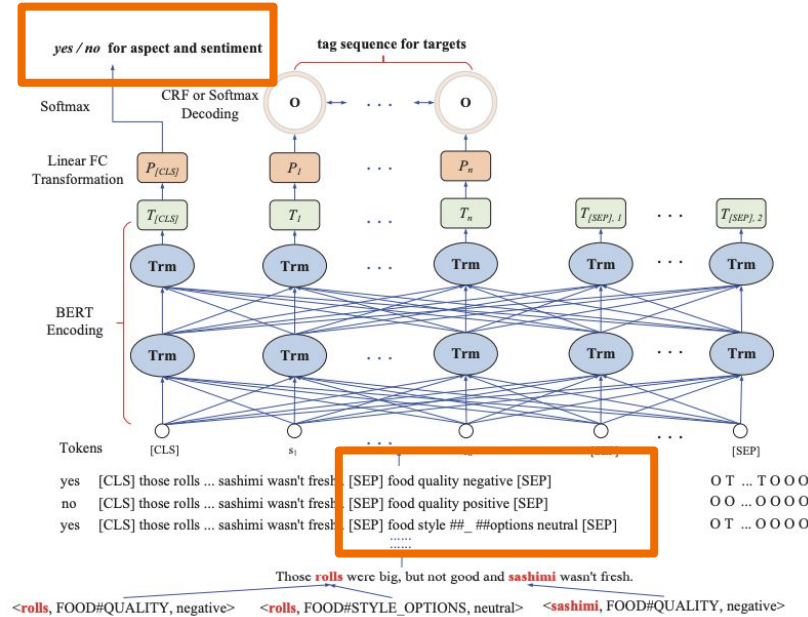 yes / no for aspect and sentiment
tag sequence for targets
Softmax
CRF or Softmax
Decoding
O
. . .
O
Linear FC
Transformation
P[CLS]
P1
. . .
Pn
T[CLS]
T1
. . .
Tn
T[SEP], 1
. . .
T[SEP], 2
Trm
Trm
. . .
Trm
Trm
. . .
Trm
BERT
Encoding
Trm
Trm
. . .
Trm
Trm
. . .
Trm
Tokens
[CLS]
s1
. . .
. . .
[SEP]
yes [CLS] those rolls ... sashimi wasn't fresh. [SEP] food quality negative [SEP] O T ... T O O O
no [CLS] those rolls ... sashimi wasn't fresh. [SEP] food quality positive [SEP] O O ... O O O O
yes [CLS] those rolls ... sashimi wasn't fresh. [SEP] food style ##_ ##options neutral [SEP] O T ... O O O O
......
......
Those rolls were big, but not good and sashimi wasn't fresh.
<rolls, FOOD#QUALITY, negative> <rolls, FOOD#STYLE_OPTIONS, neutral> <sashimi, FOOD#QUALITY, negative>